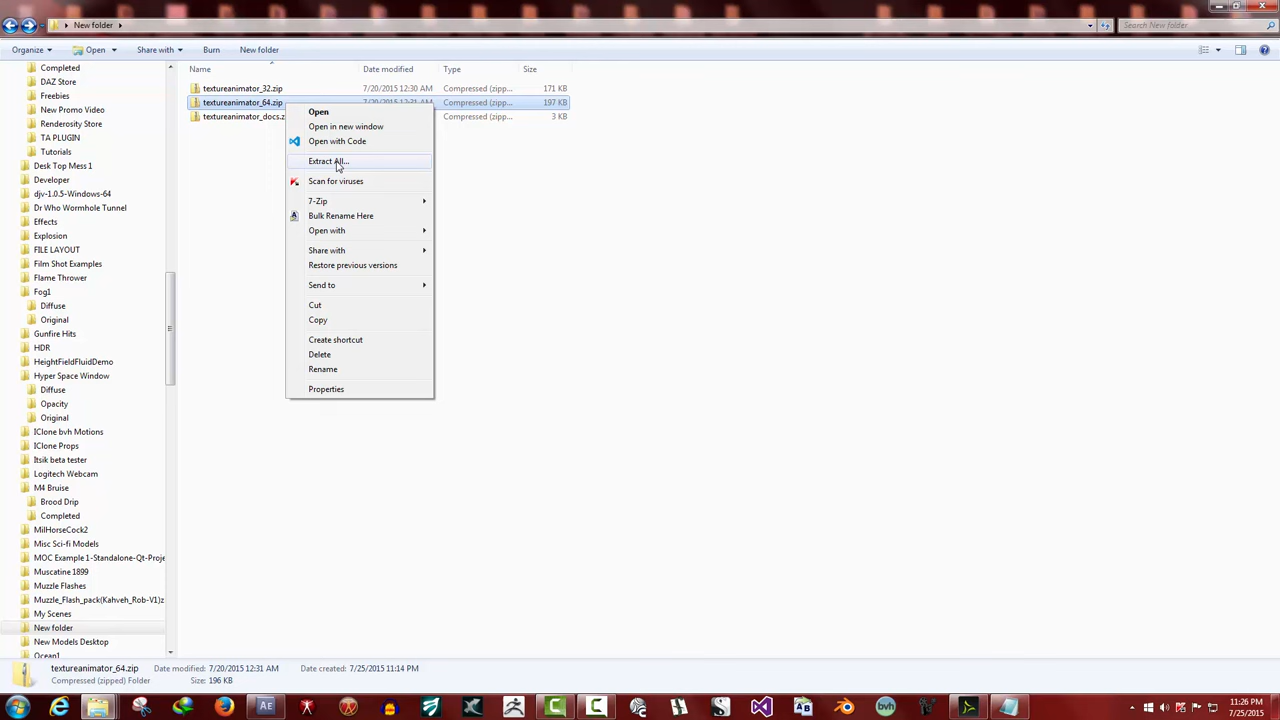 New folder
Search New folder
Organize Open Share with Burn New folder
Name Date modified Type Size
textureanimator_32.zip 7/20/2015 12:30 AM Compressed (zipp... 171 KB
textureanimator_64.zip 7/20/2015 12:31 AM Compressed (zipp... 197 KB
textureanimator_docs.z Compressed (zipp... 3 KB
Open
Open in new window
Open with Code
Extract All...
Scan for viruses
7-Zip
Bulk Rename Here
Open with
Share with
Restore previous versions
Send to
Cut
Copy
Create shortcut
Delete
Rename
Properties
Completed
DAZ Store
Freebies
New Promo Video
Renderosity Store
TA PLUGIN
Tutorials
Desk Top Mess 1
Developer
djv-1.0.5-Windows-64
Dr Who Wormhole Tunnel
Effects
Explosion
FILE LAYOUT
Film Shot Examples
Flame Thrower
Fog1
Diffuse
Original
Gunfire Hits
HDR
HeightFieldFluidDemo
Hyper Space Window
Diffuse
Opacity
Original
IClone bvh Motions
IClone Props
Itsik beta tester
Logitech Webcam
M4 Bruise
Brood Drip
Completed
MilHorseCock2
Misc Sci-fi Models
MOC Example 1-Standalone-Qt-Proje
Muscatine 1899
Muzzle Flashes
Muzzle_Flash_pack(Kahveh_Rob-V1)z
My Scenes
New folder
New Models Desktop
Ocean1
textureanimator_64.zip Date modified: 7/20/2015 12:31 AM Date created: 7/25/2015 11:14 PM
Compressed (zipped) Folder Size: 196 KB
AE
bvh
11:26 PM
7/25/2015